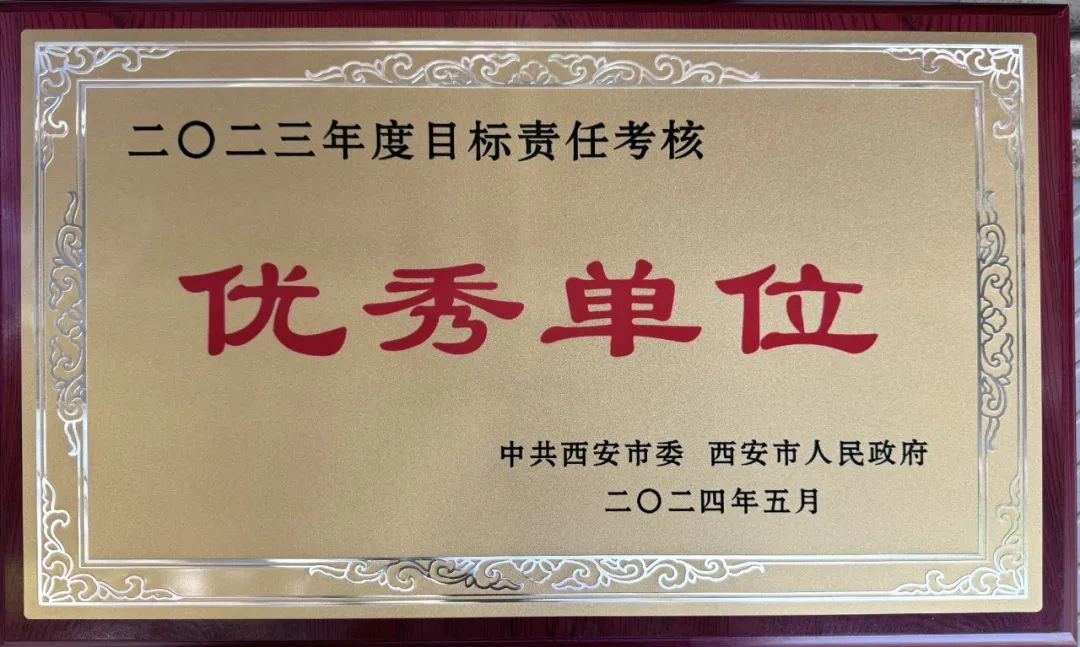 二〇二三年度目标责任考核
优秀单位
中共西安市委 西安市人民政府
二〇二四年五月